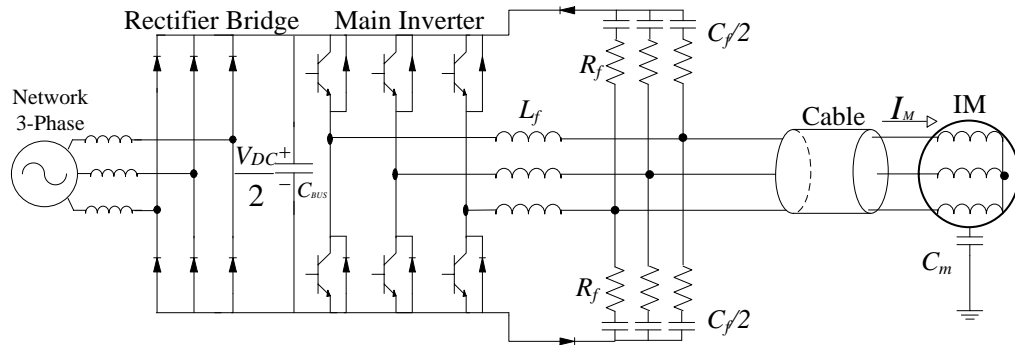 Rectifier Bridge
Main Inverter
C_f/2
R_f
Network
3-Phase
L_f
Cable
I_M
IM
V_DC
2
+
−
C_BUS
C_m
R_f
C_f/2